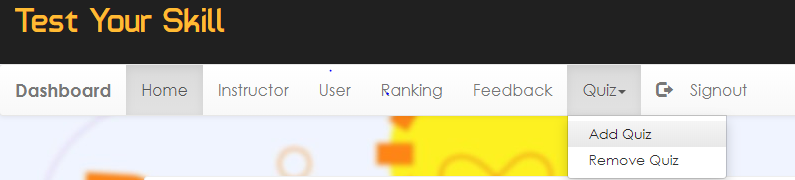 Test Your Skill
Dashboard Home Instructor User Ranking Feedback Quiz Signout
Add Quiz
Remove Quiz